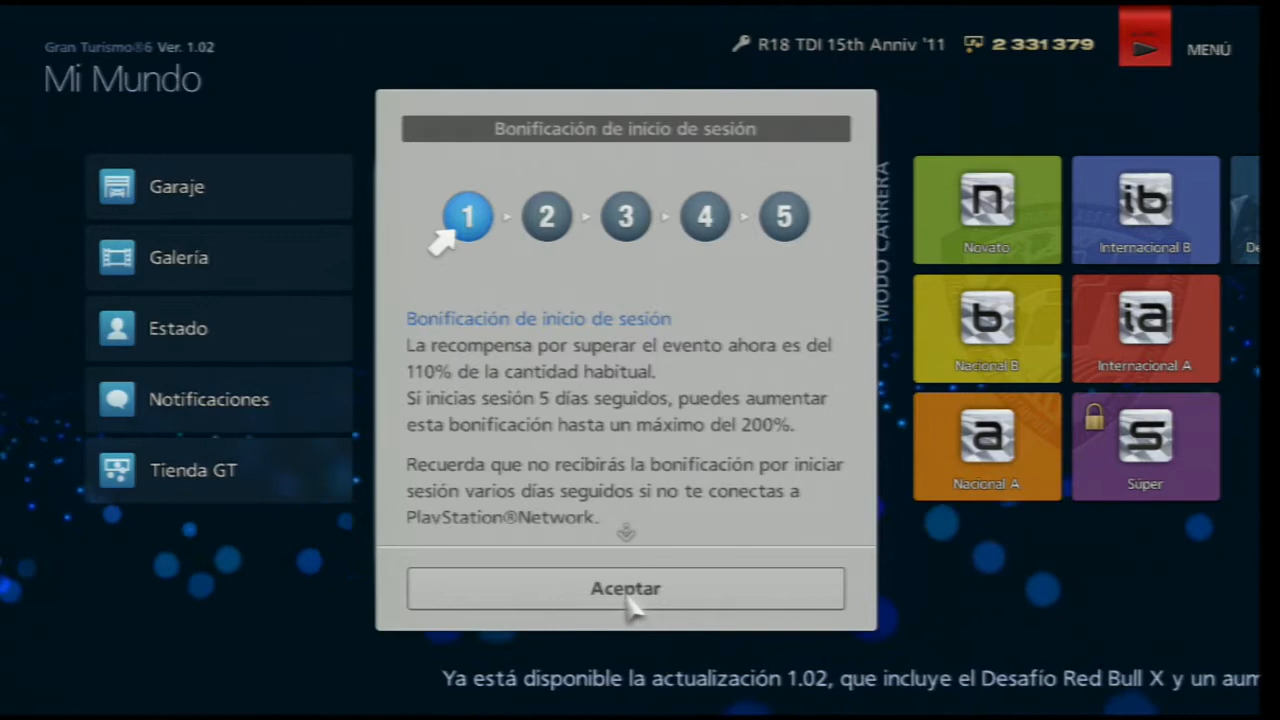 Gran Turismo®6 Ver. 1.02
Mi Mundo
R18 TDI 15th Anniv '11
2 331 379
MENÚ
Garaje
Galería
Estado
Notificaciones
Tienda GT
Bonificación de inicio de sesión
1 2 3 4 5
Bonificación de inicio de sesión
La recompensa por superar el evento ahora es del
110% de la cantidad habitual.
Si inicias sesión 5 días seguidos, puedes aumentar
esta bonificación hasta un máximo del 200%.
Recuerda que no recibirás la bonificación por iniciar
sesión varios días seguidos si no te conectas a
PlayStation®Network.
Aceptar
MODO CARRERA
n
Novato
ib
Internacional B
De
b
Nacional B
ia
Internacional A
a
Nacional A
s
Súper
Ya está disponible la actualización 1.02, que incluye el Desafío Red Bull X y un aum